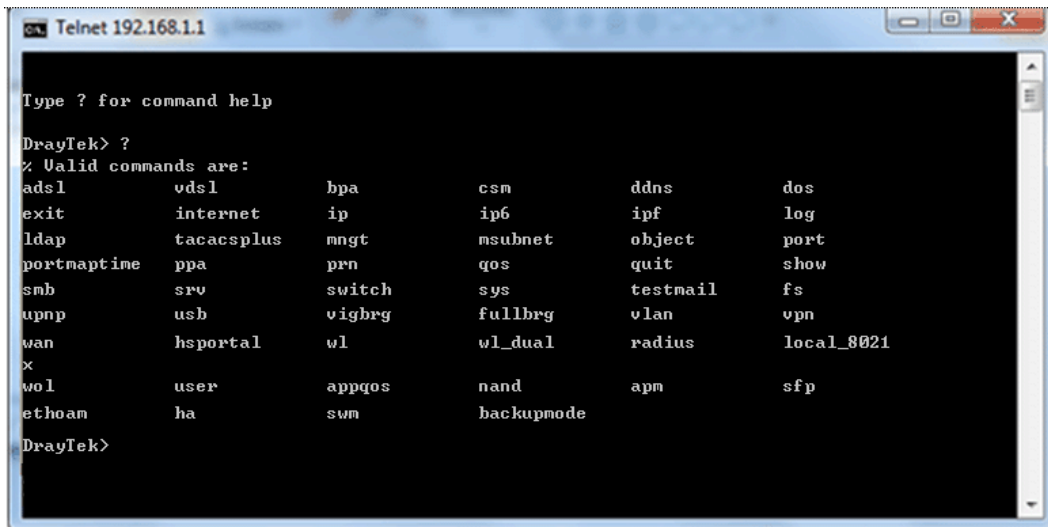 Telnet 192.168.1.1
Type ? for command help
DrayTek> ?
% Valid commands are:
adsl vdsl bpa csm ddns dos
exit internet ip ip6 ipf log
ldap tacacsplus mngt msubnet object port
portmaptime ppa prn qos quit show
smb srv switch sys testmail fs
upnp usb vigbrg fullbrg vlan vpn
wan hsportal wl wl_dual radius local_8021
x
wol user appqos nand apm sfp
ethoam ha swm backupmode
DrayTek>